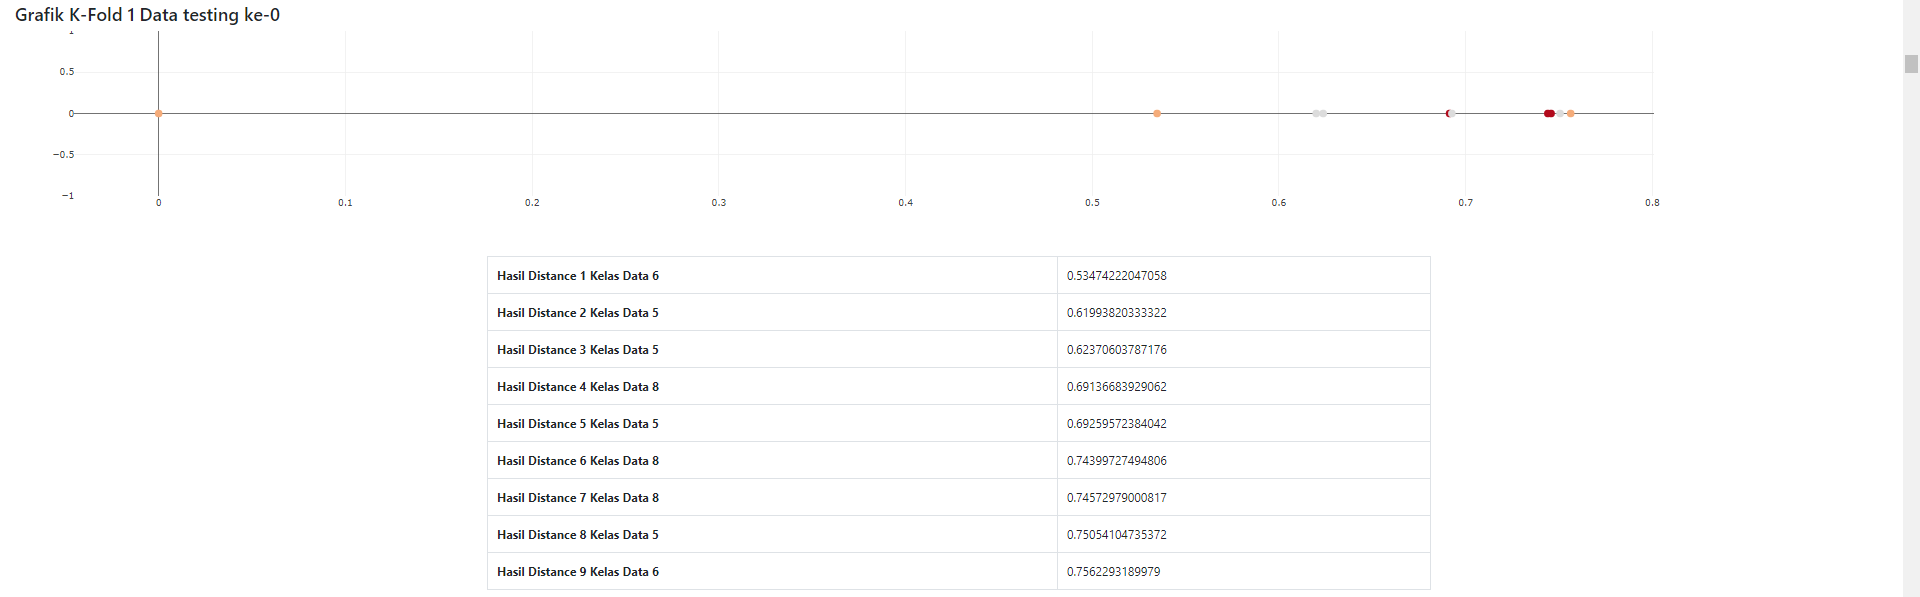 Grafik K-Fold 1 Data testing ke-0
1
0.5
0
−0.5
−1
0 0.1 0.2 0.3 0.4 0.5 0.6 0.7 0.8
Hasil Distance 1 Kelas Data 6 0.53474222047058
Hasil Distance 2 Kelas Data 5 0.61993820333322
Hasil Distance 3 Kelas Data 5 0.62370603787176
Hasil Distance 4 Kelas Data 8 0.69136683929062
Hasil Distance 5 Kelas Data 5 0.69259572384042
Hasil Distance 6 Kelas Data 8 0.74399727494806
Hasil Distance 7 Kelas Data 8 0.74572979000817
Hasil Distance 8 Kelas Data 5 0.75054104735372
Hasil Distance 9 Kelas Data 6 0.7562293189979